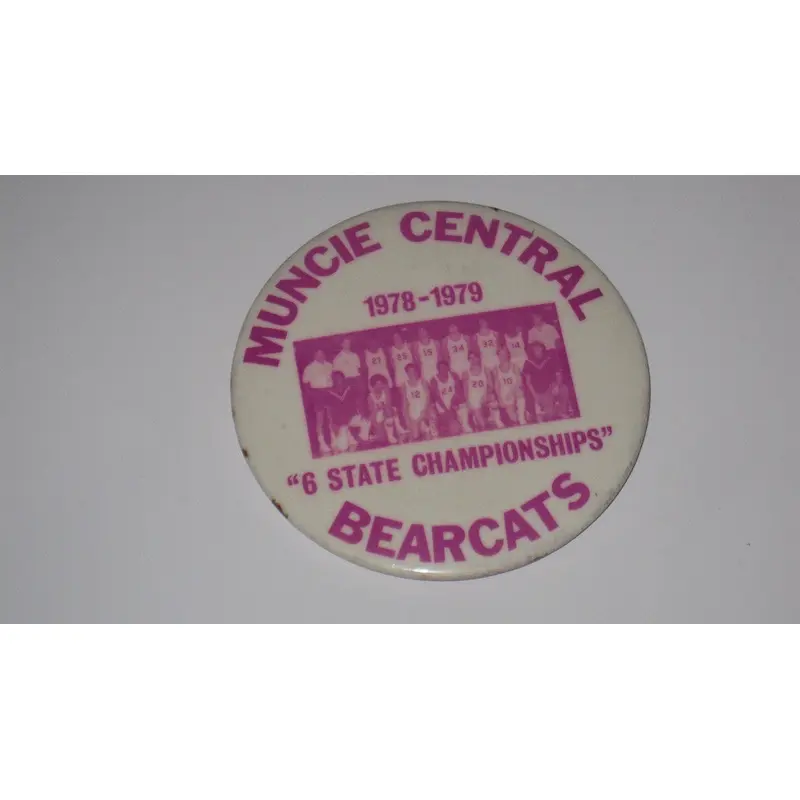 MUNCIE CENTRAL
1978-1979
"6 STATE CHAMPIONSHIPS"
BEARCATS